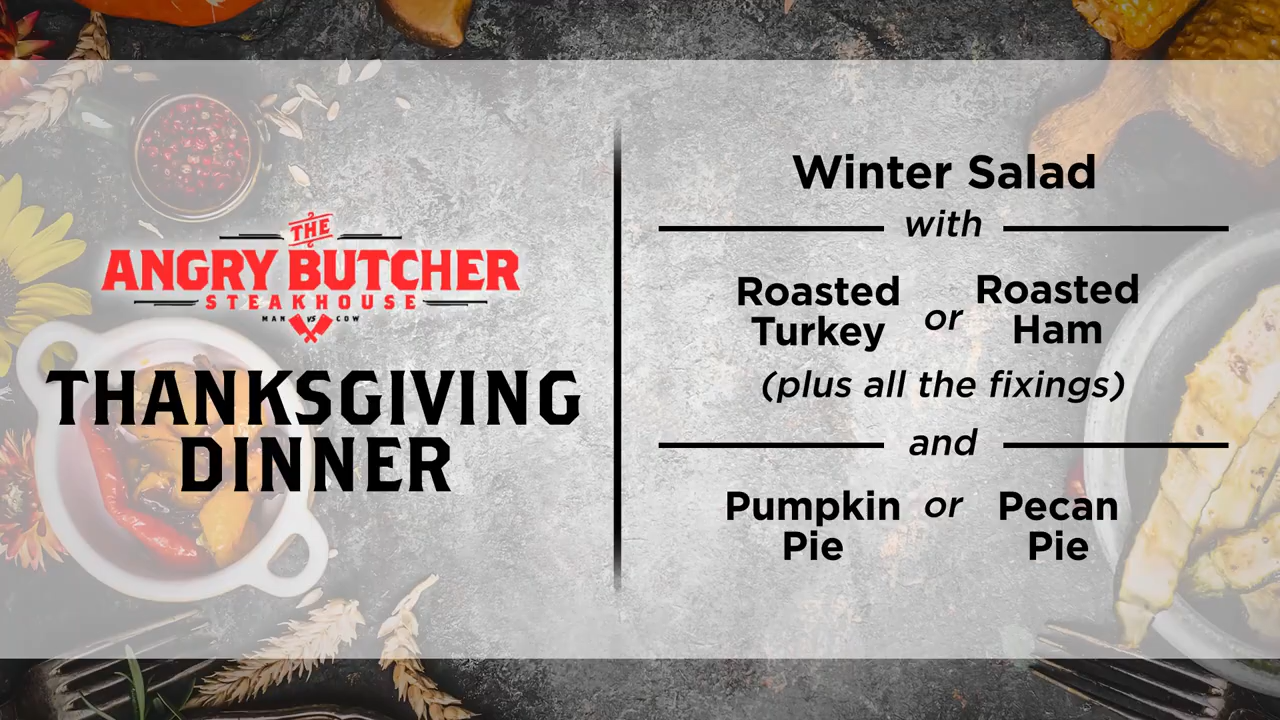 THE
ANGRY BUTCHER
STEAKHOUSE
MAN VS COW
THANKSGIVING
DINNER
Winter Salad
with
Roasted
Turkey
or
Roasted
Ham
(plus all the fixings)
and
Pumpkin
Pie
or
Pecan
Pie